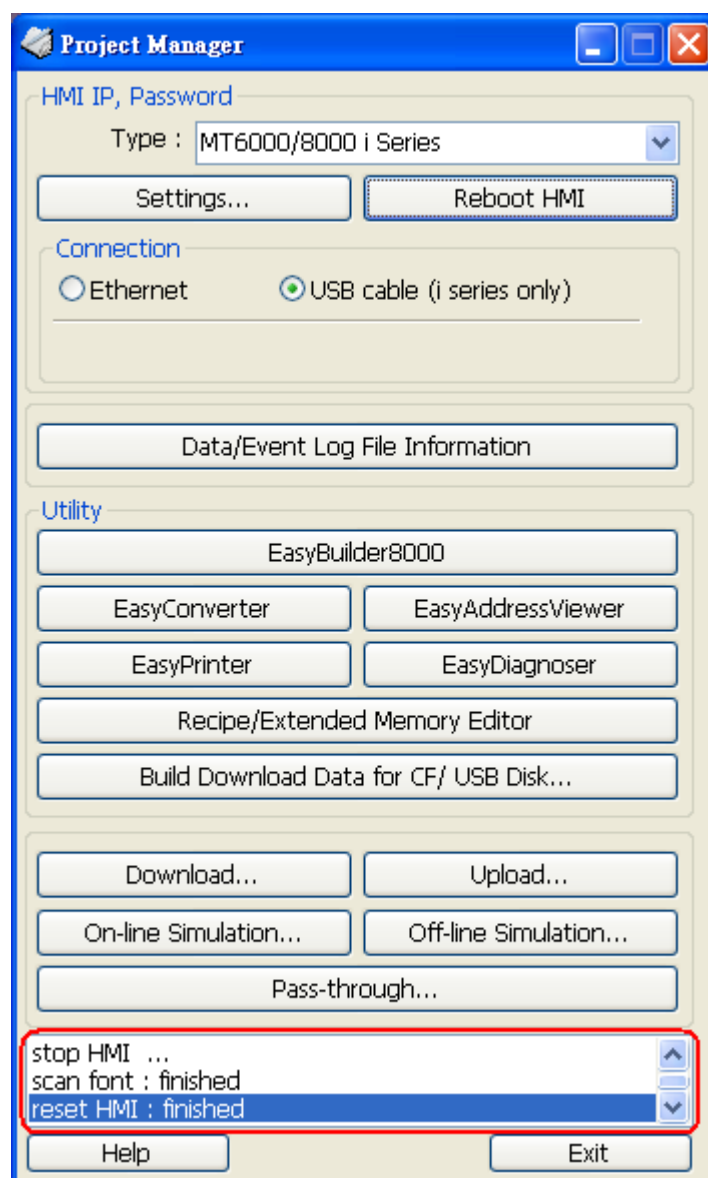 Project Manager
HMI IP, Password
Type : MT6000/8000 i Series
Settings... Reboot HMI
Connection
Ethernet USB cable (i series only)
Data/Event Log File Information
Utility
EasyBuilder8000
EasyConverter EasyAddressViewer
EasyPrinter EasyDiagnoser
Recipe/Extended Memory Editor
Build Download Data for CF/ USB Disk...
Download... Upload...
On-line Simulation... Off-line Simulation...
Pass-through...
stop HMI ...
scan font : finished
reset HMI : finished
Help Exit